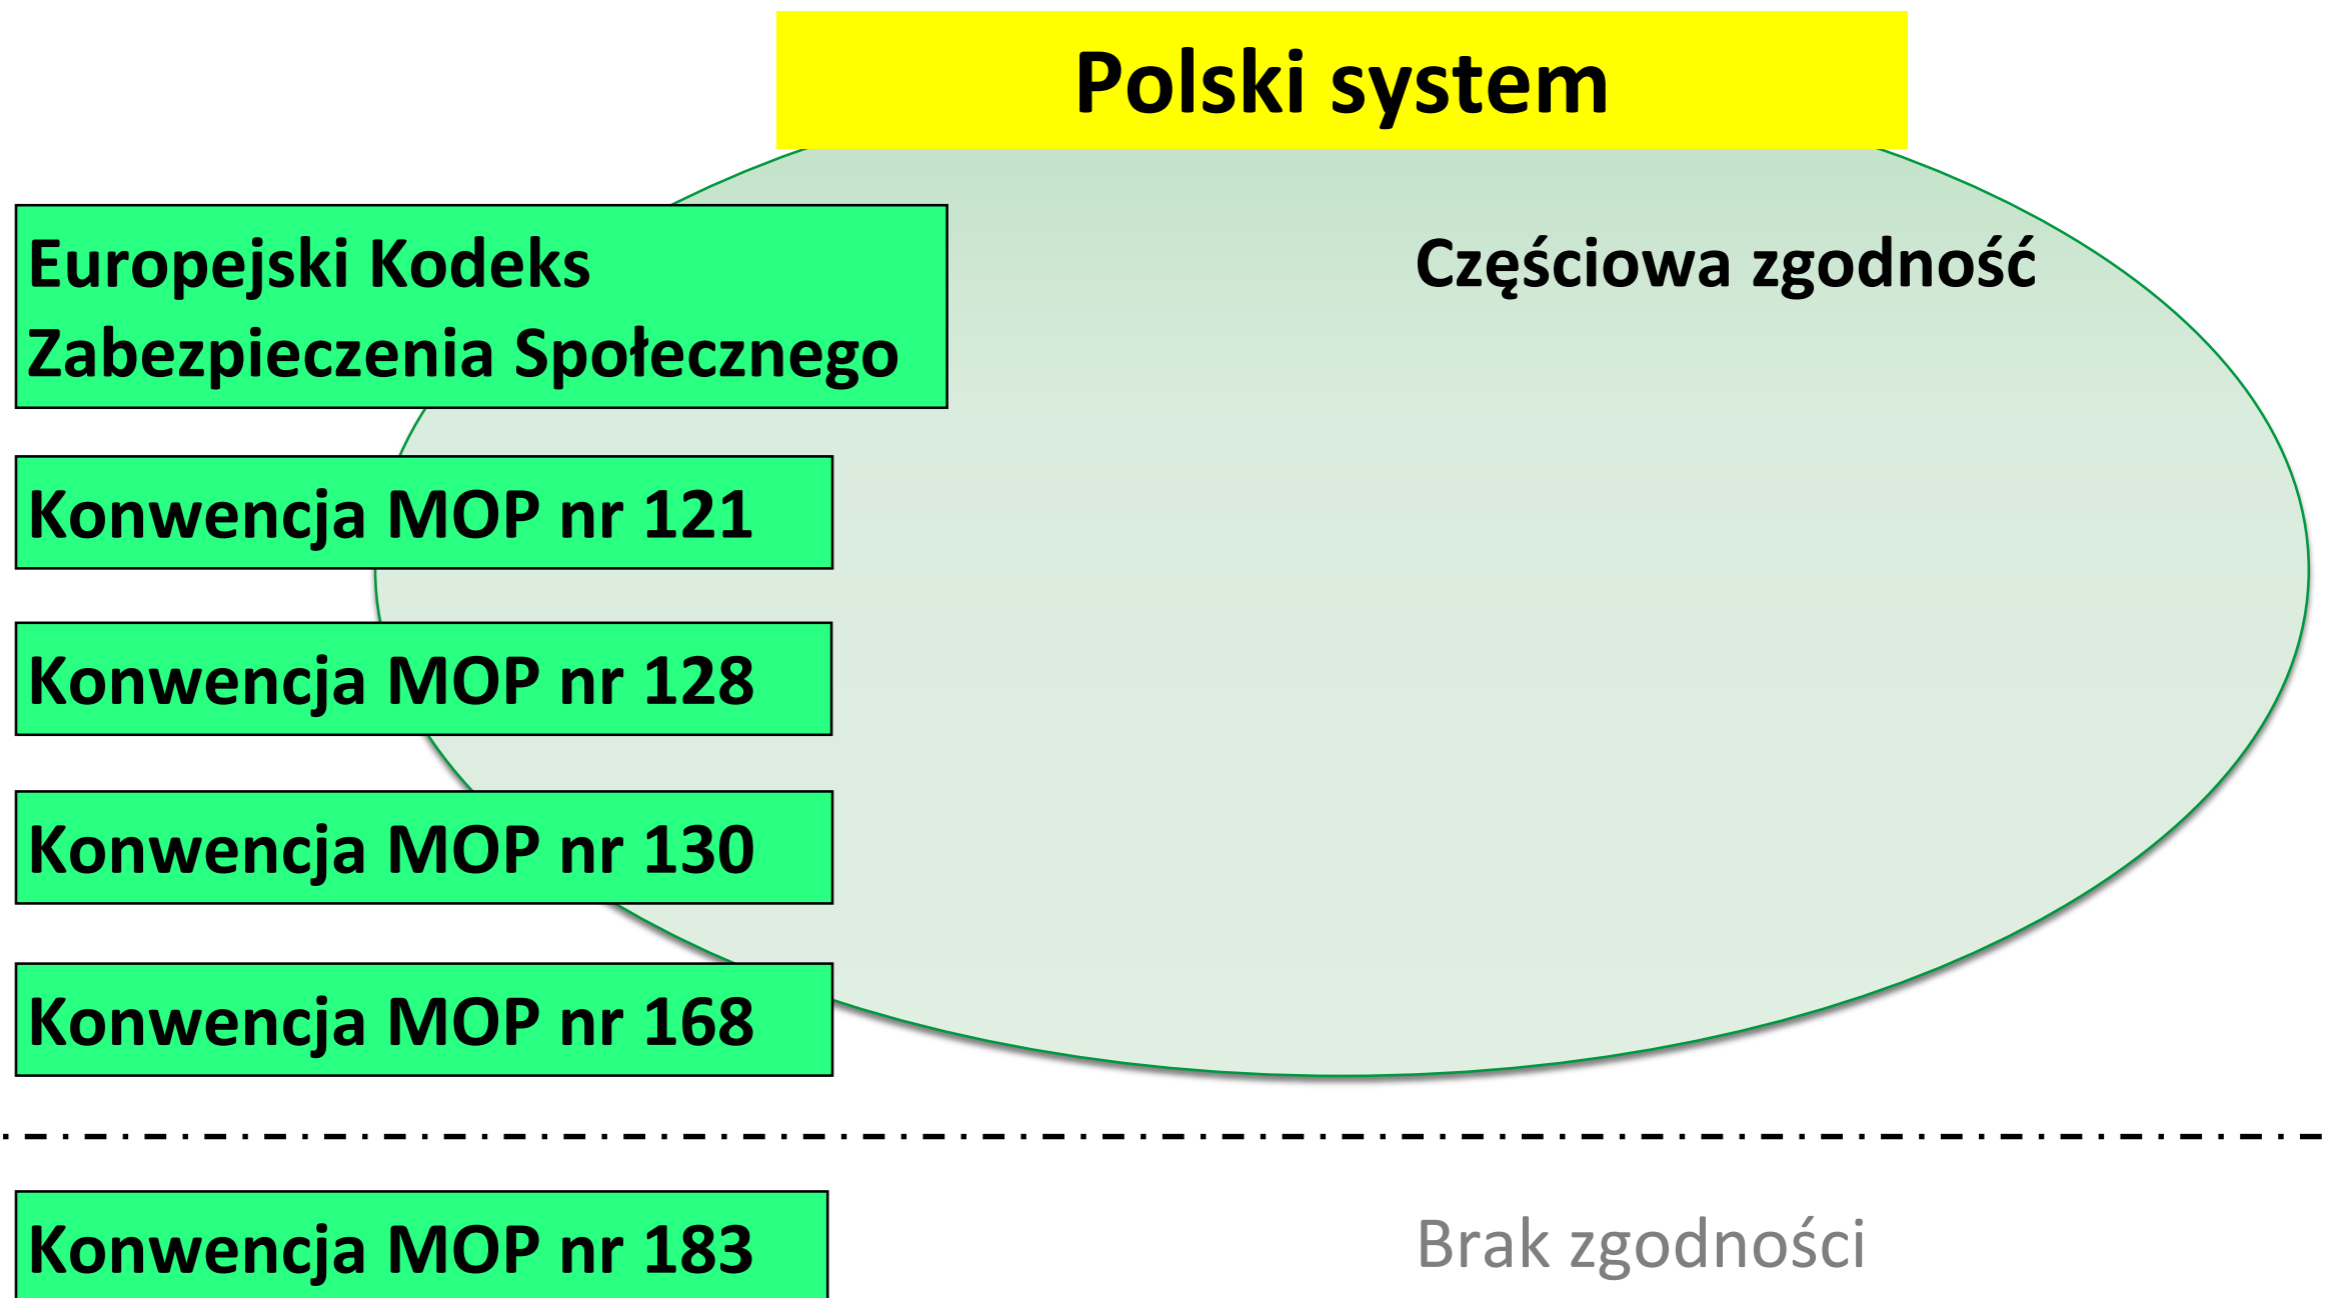 Polski system
Europejski Kodeks
Zabezpieczenia Społecznego
Częściowa zgodność
Konwencja MOP nr 121
Konwencja MOP nr 128
Konwencja MOP nr 130
Konwencja MOP nr 168
Konwencja MOP nr 183
Brak zgodności